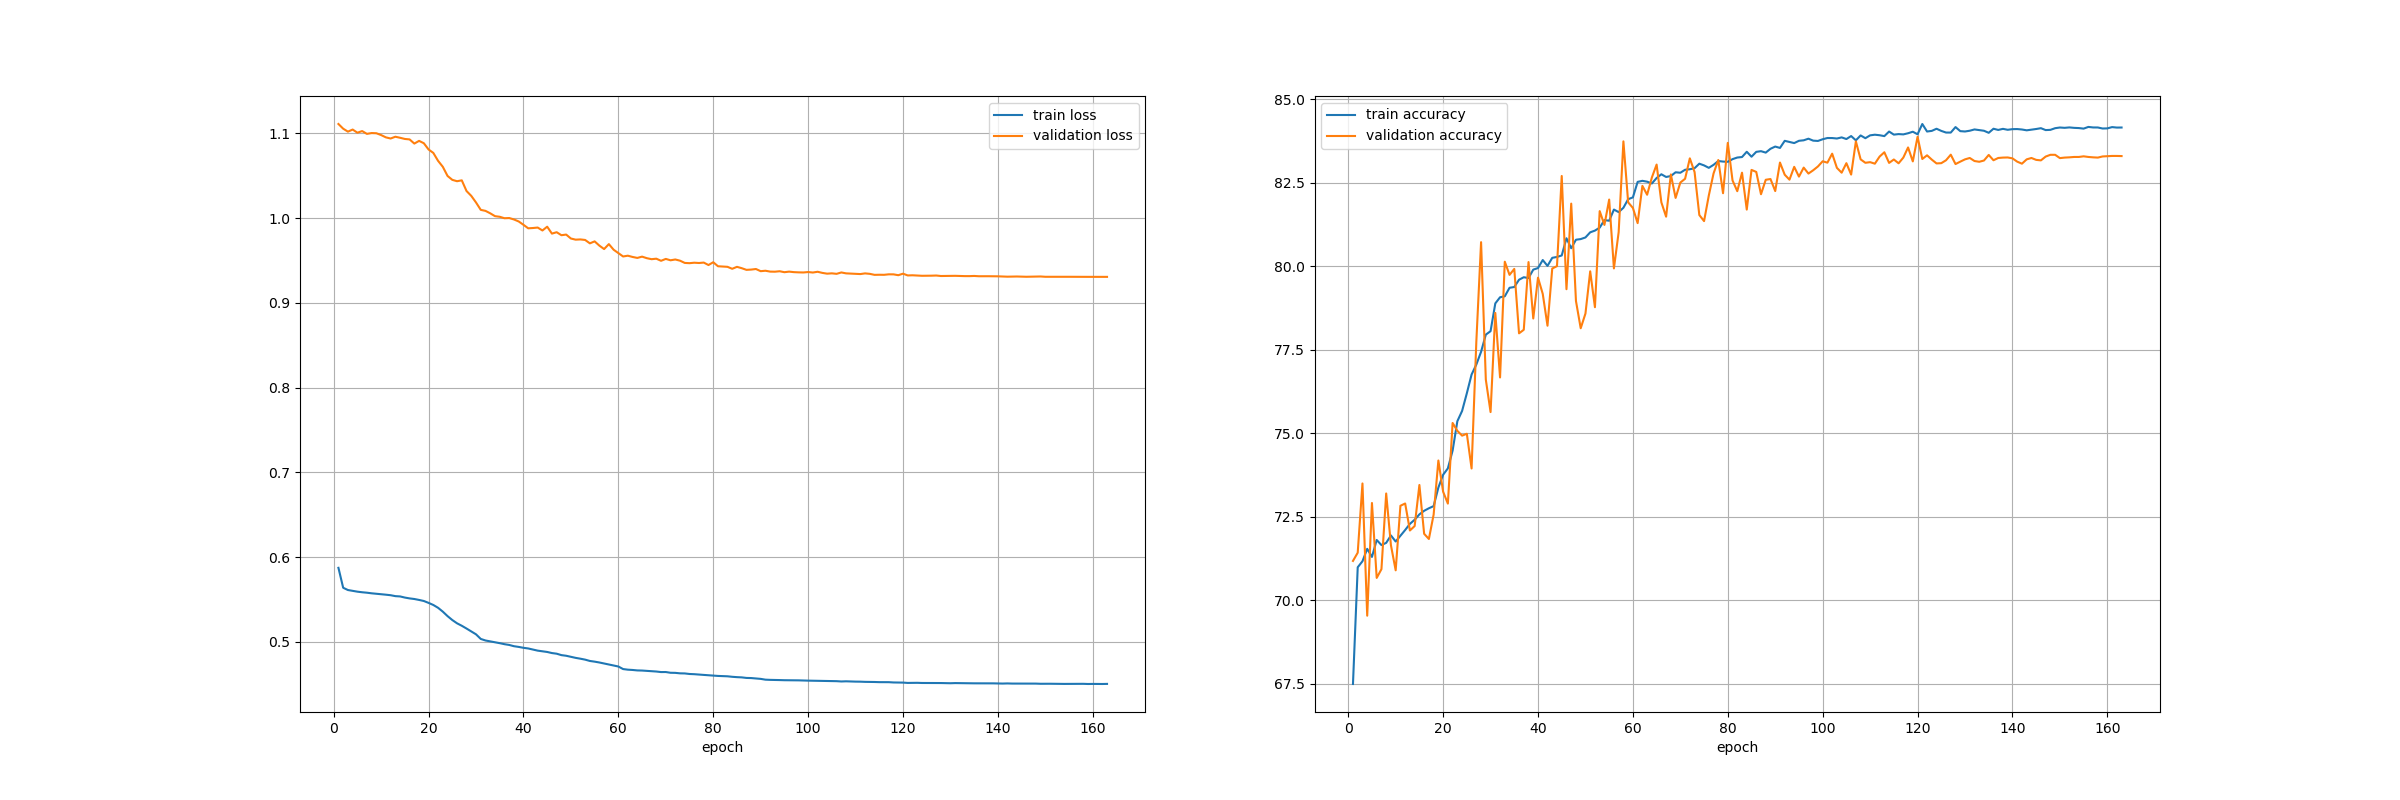 train loss
validation loss
1.1
1.0
0.9
0.8
0.7
0.6
0.5
0 20 40 60 80 100 120 140 160
epoch
train accuracy
validation accuracy
85.0
82.5
80.0
77.5
75.0
72.5
70.0
67.5
0 20 40 60 80 100 120 140 160
epoch